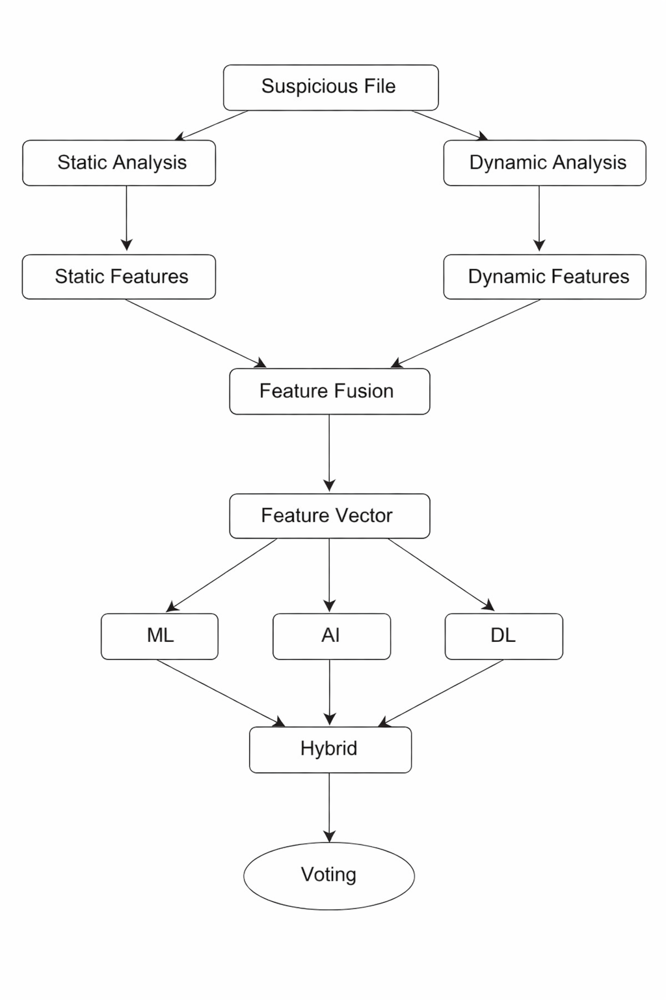 Suspicious File
Static Analysis
Dynamic Analysis
Static Features
Dynamic Features
Feature Fusion
Feature Vector
ML
AI
DL
Hybrid
Voting